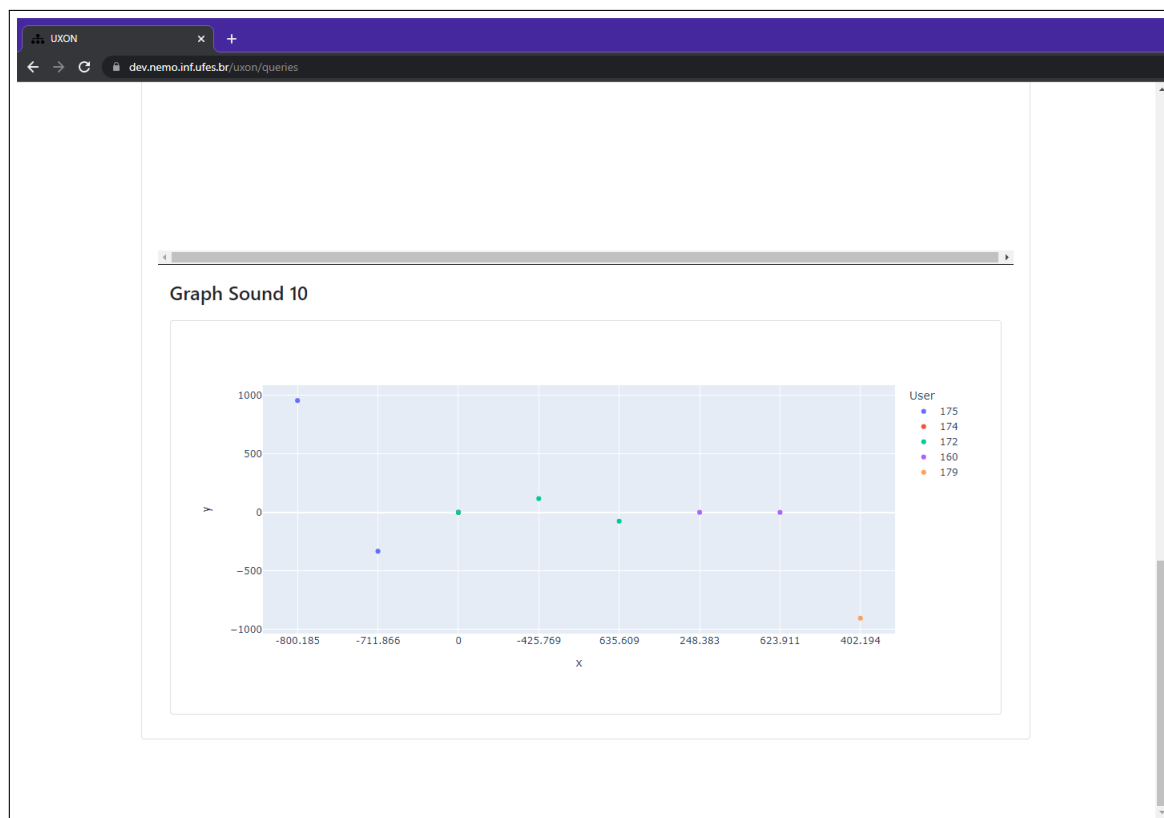 UXON
dev.nemo.inf.ufes.br/uxon/queries
Graph Sound 10
1000
500
0
−500
−1000
y
-800.185 -711.866 0 -425.769 635.609 248.383 623.911 402.194
x
User
175
174
172
160
179